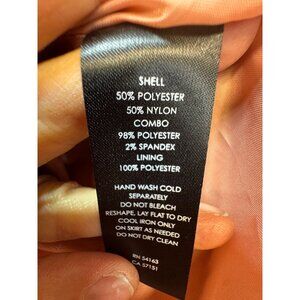 SHELL
50% POLYESTER
50% NYLON
COMBO
98% POLYESTER
2% SPANDEX
LINING
100% POLYESTER
HAND WASH COLD
SEPARATELY
DO NOT BLEACH
RESHAPE, LAY FLAT TO DRY
COOL IRON ONLY
ON SKIRT AS NEEDED
DO NOT DRY CLEAN
RN 54163
CA 57151